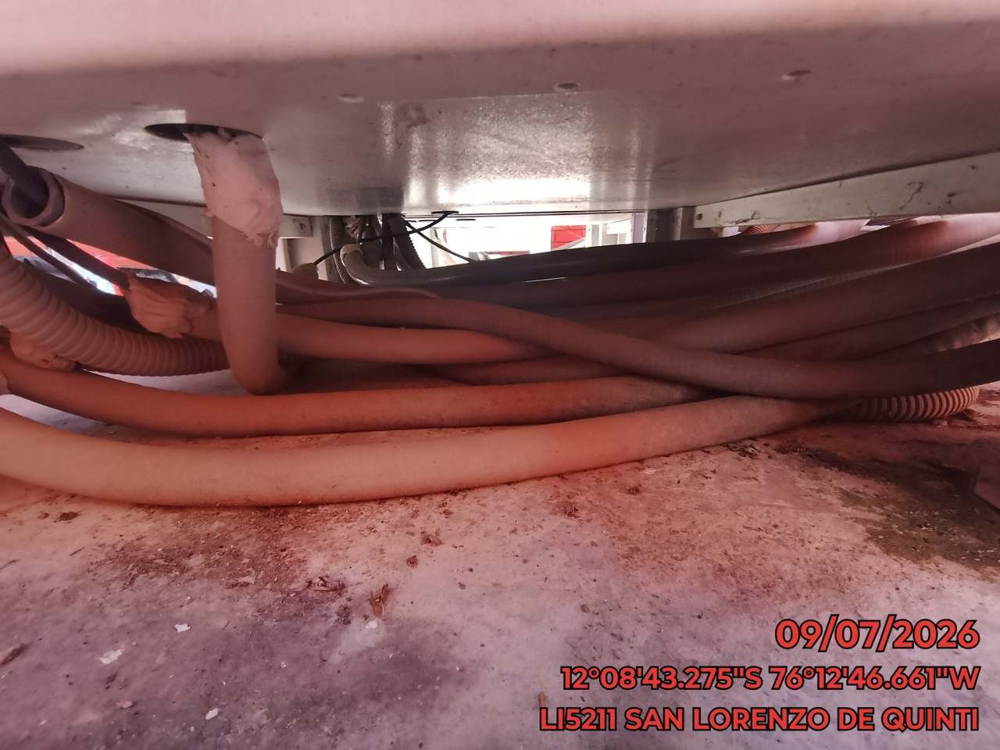 09/07/2026
12°08'43.275"S 76°12'46.661"W
LI5211 SAN LORENZO DE QUINTI